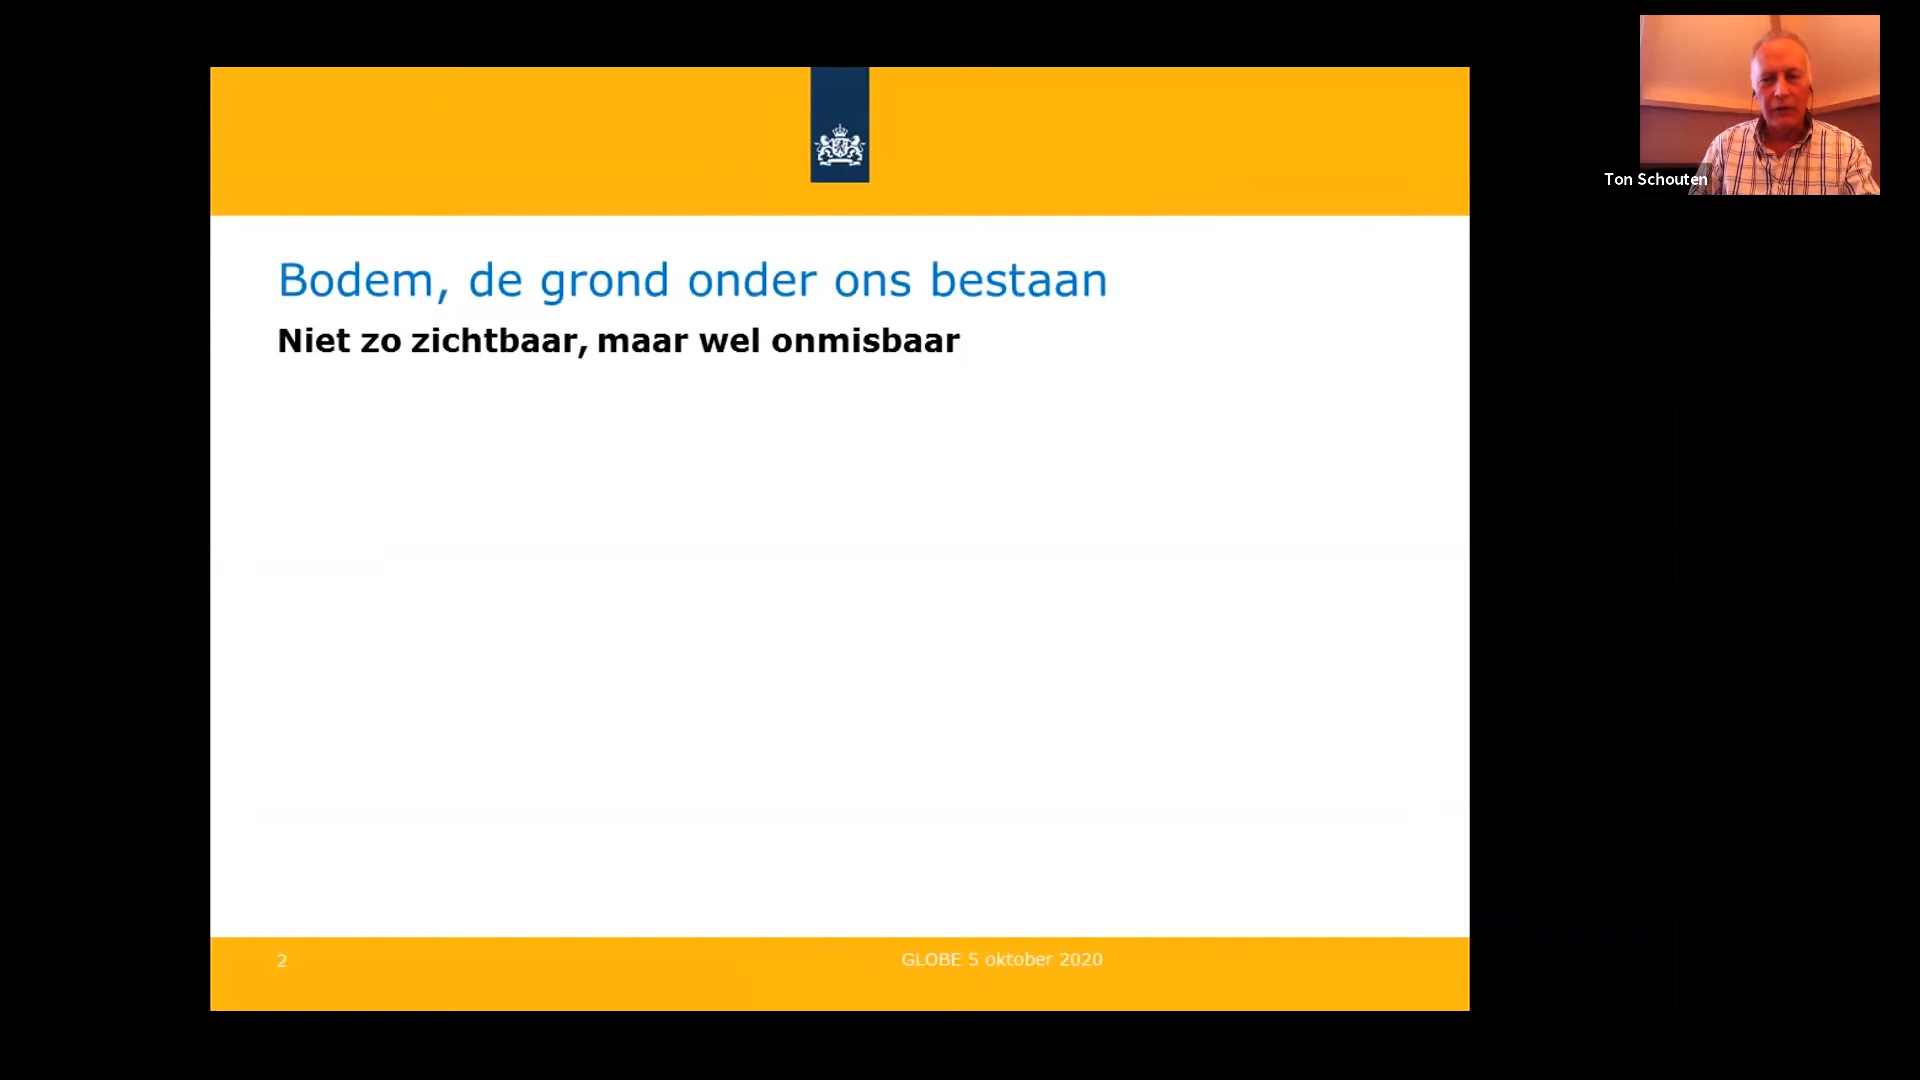 Ton Schouten
Bodem, de grond onder ons bestaan
Niet zo zichtbaar, maar wel onmisbaar
2
GLOBE 5 oktober 2020